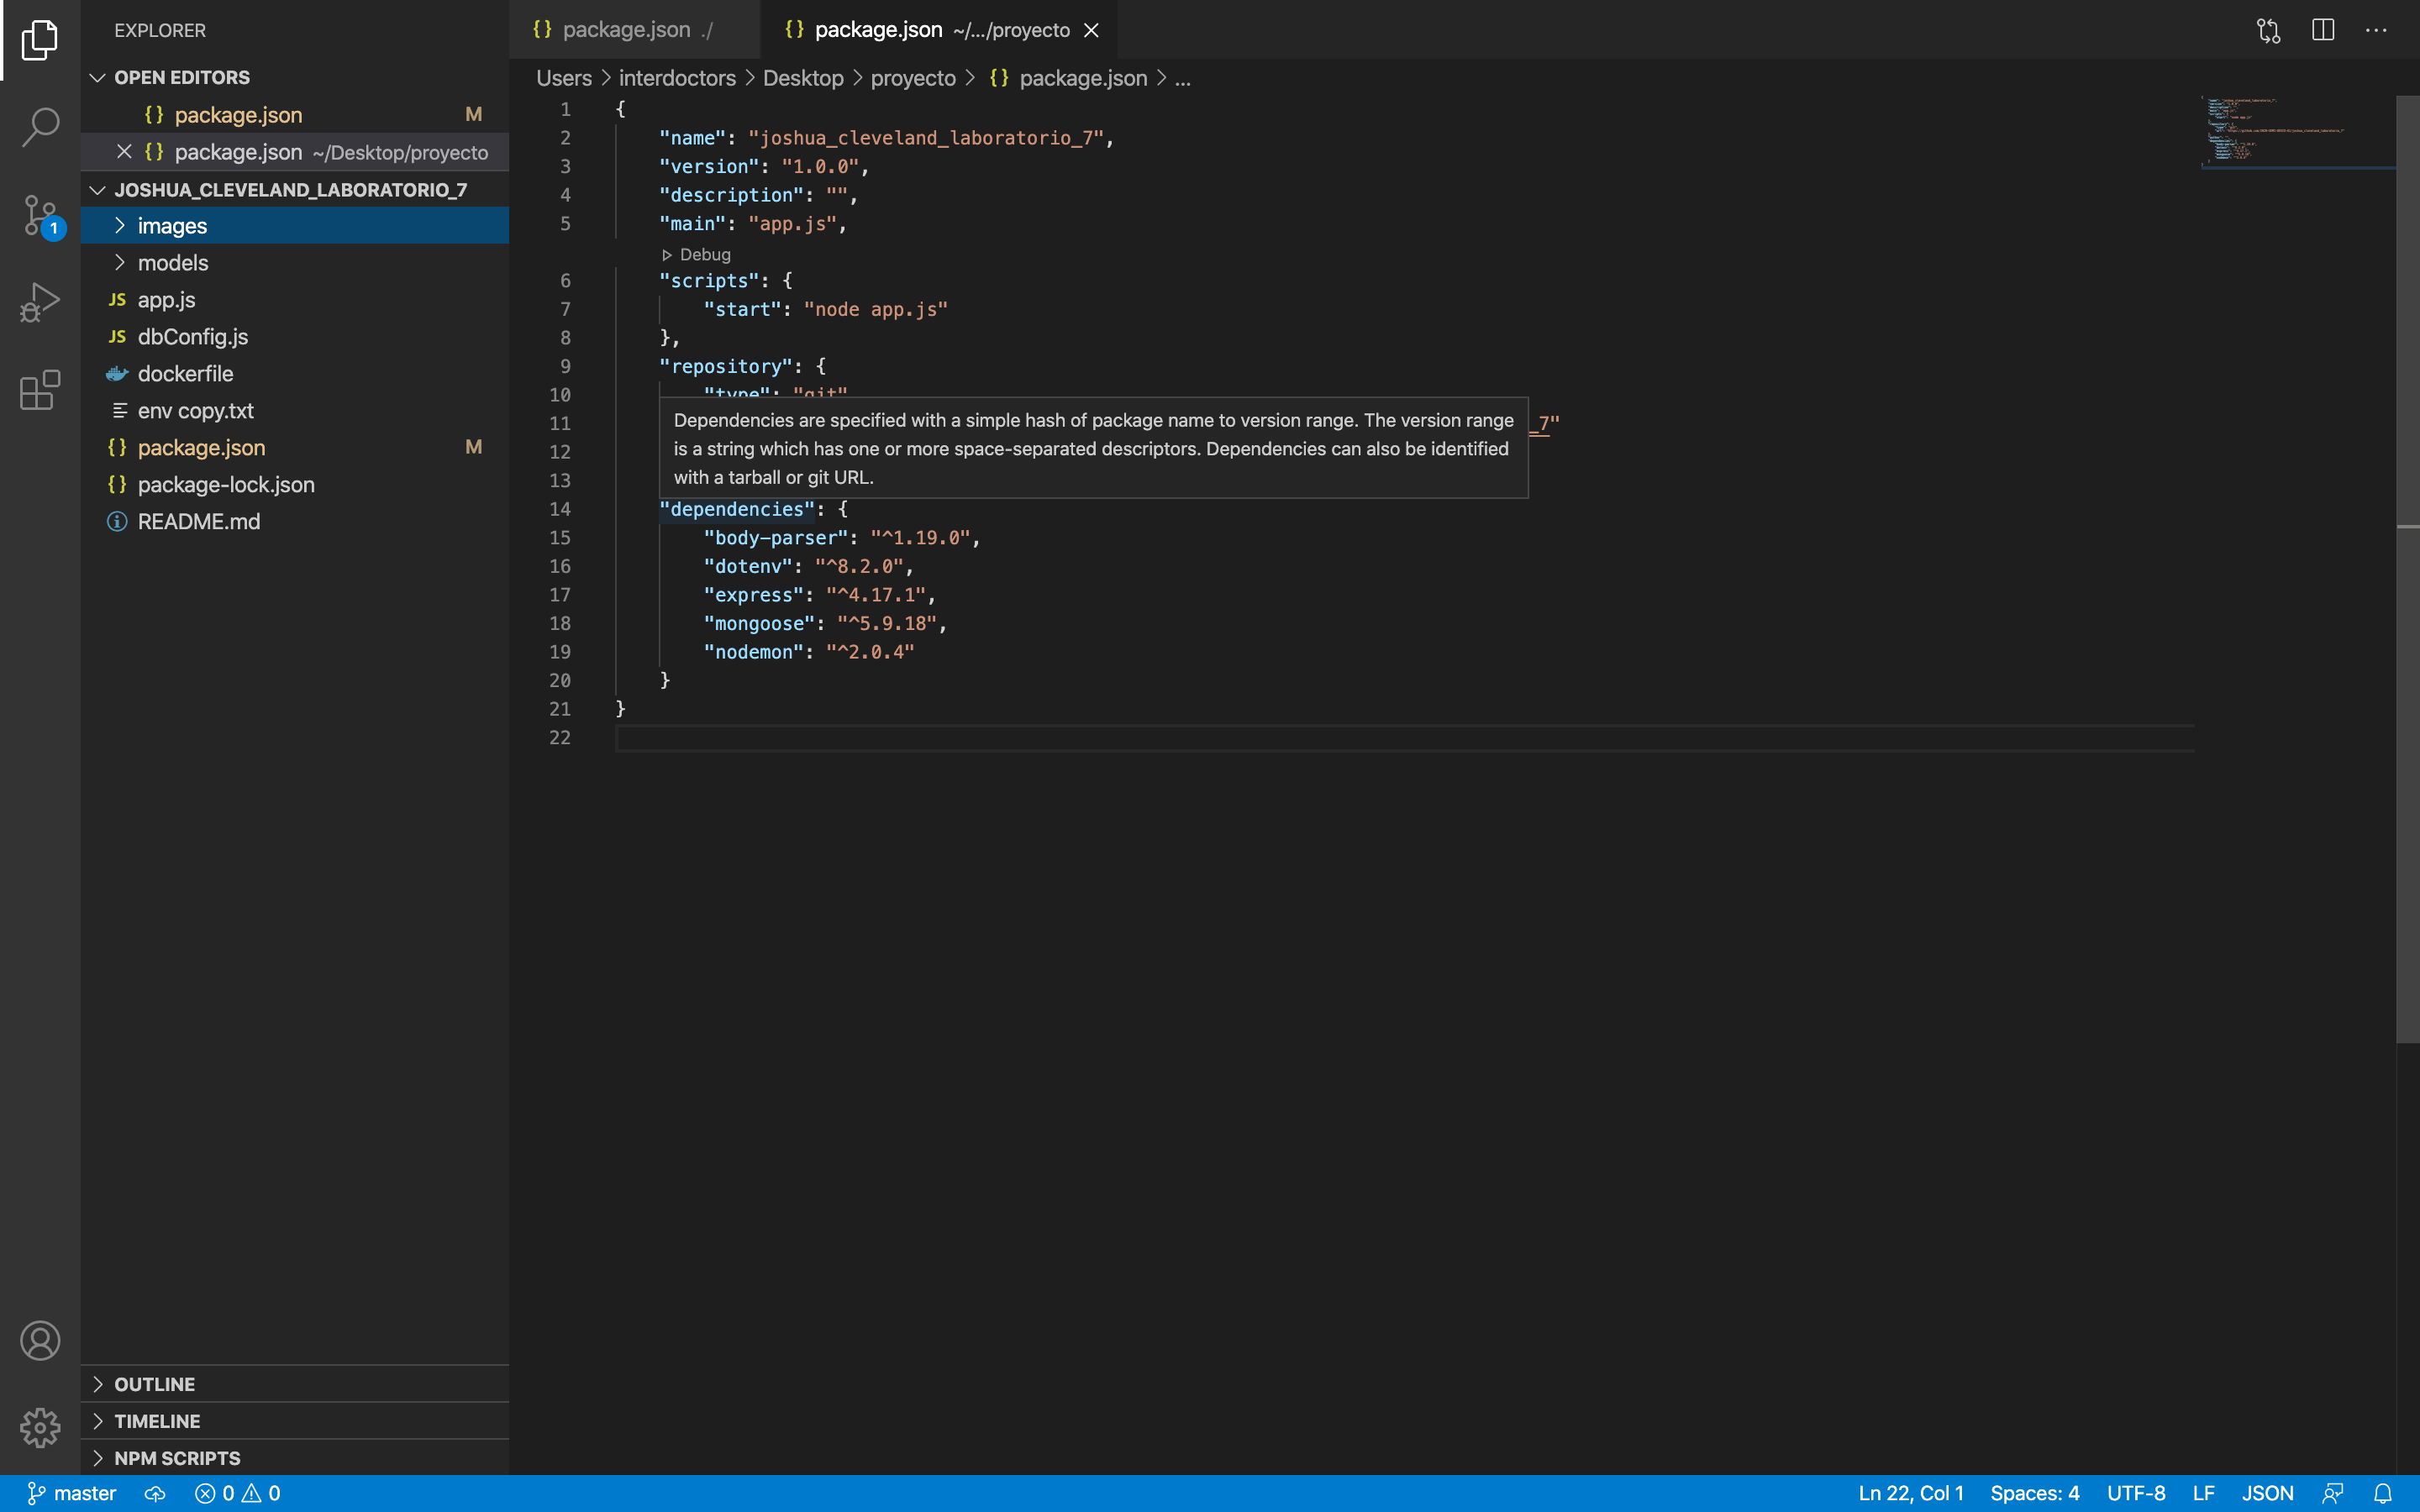 EXPLORER
OPEN EDITORS
{} package.json M
{} package.json ~/Desktop/proyecto
JOSHUA_CLEVELAND_LABORATORIO_7
images
models
JS app.js
JS dbConfig.js
dockerfile
env copy.txt
{} package.json M
{} package-lock.json
README.md
OUTLINE
TIMELINE
NPM SCRIPTS
1
{} package.json ./
{} package.json ~/.../proyecto
Users > interdoctors > Desktop > proyecto > {} package.json > ...
1 {
2 "name": "joshua_cleveland_laboratorio_7",
3 "version": "1.0.0",
4 "description": "",
5 "main": "app.js",
Debug
6 "scripts": {
7 "start": "node app.js"
8 },
9 "repository": {
10 "type": "git"
11 _7"
12
13
Dependencies are specified with a simple hash of package name to version range. The version range
is a string which has one or more space-separated descriptors. Dependencies can also be identified
with a tarball or git URL.
14 "dependencies": {
15 "body-parser": "^1.19.0",
16 "dotenv": "^8.2.0",
17 "express": "^4.17.1",
18 "mongoose": "^5.9.18",
19 "nodemon": "^2.0.4"
20 }
21 }
22
master 0 0 Ln 22, Col 1 Spaces: 4 UTF-8 LF JSON